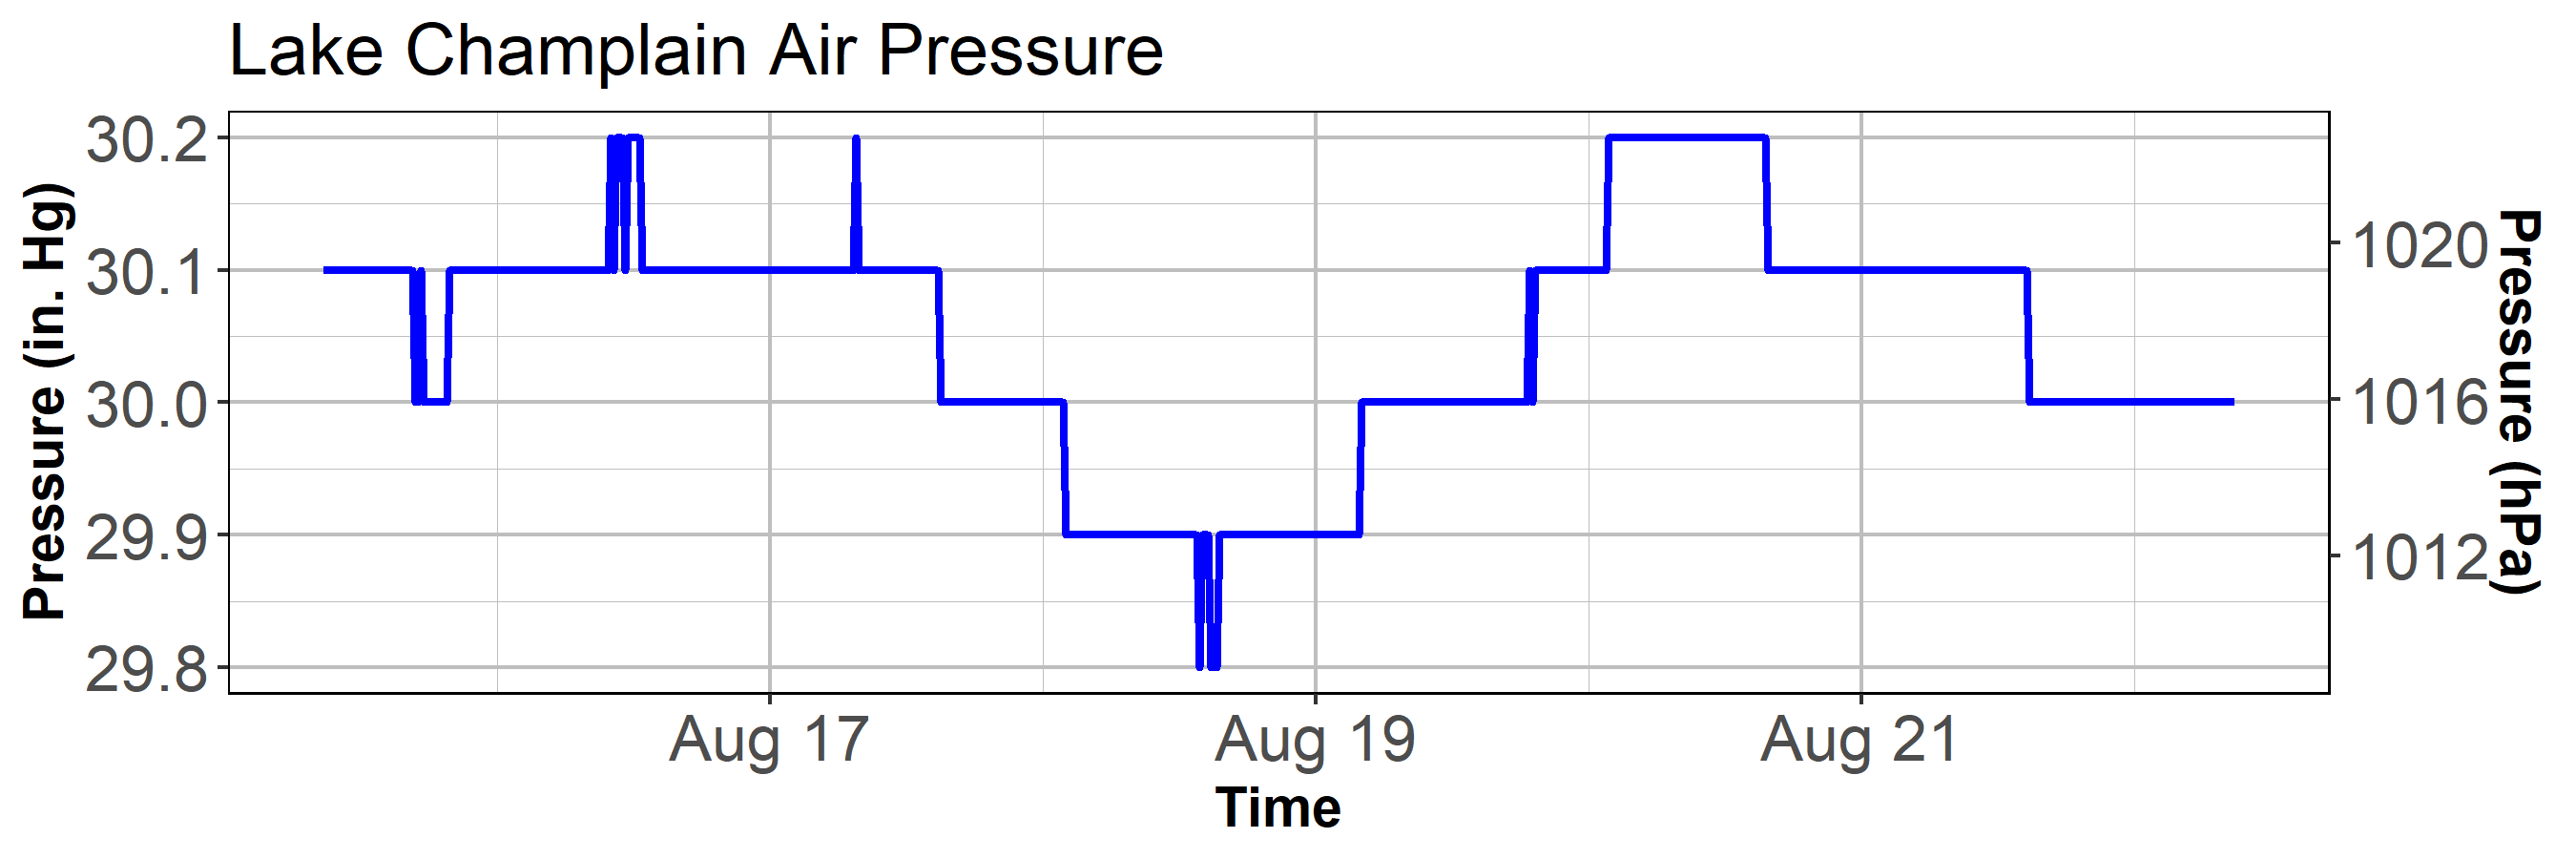 Lake Champlain Air Pressure
Pressure (in. Hg)
30.2
30.1
30.0
29.9
29.8
1020
1016
1012
Pressure (hPa)
Aug 17
Aug 19
Aug 21
Time